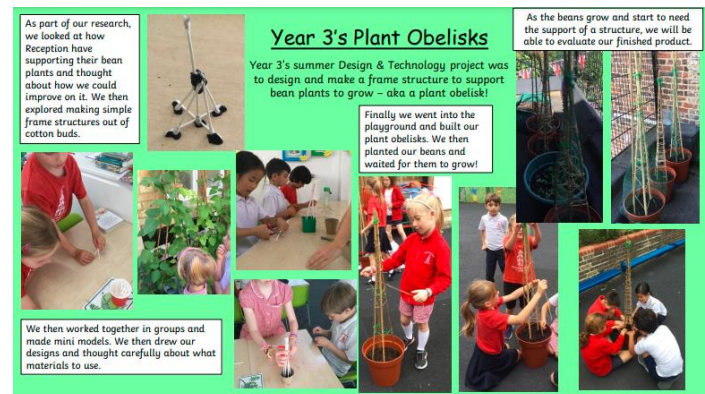 Year 3's Plant Obelisks
Year 3's summer Design & Technology project was
to design and make a frame structure to support
bean plants to grow – aka a plant obelisk!
As part of our research,
we looked at how
Reception have
supporting their bean
plants and thought
about how we could
improve on it. We then
explored making simple
frame structures out of
cotton buds.
We then worked together in groups and
made mini models. We then drew our
designs and thought carefully about what
materials to use.
Finally we went into the
playground and built our
plant obelisks. We then
planted our beans and
waited for them to grow!
As the beans grow and start to need
the support of a structure, we will be
able to evaluate our finished product.